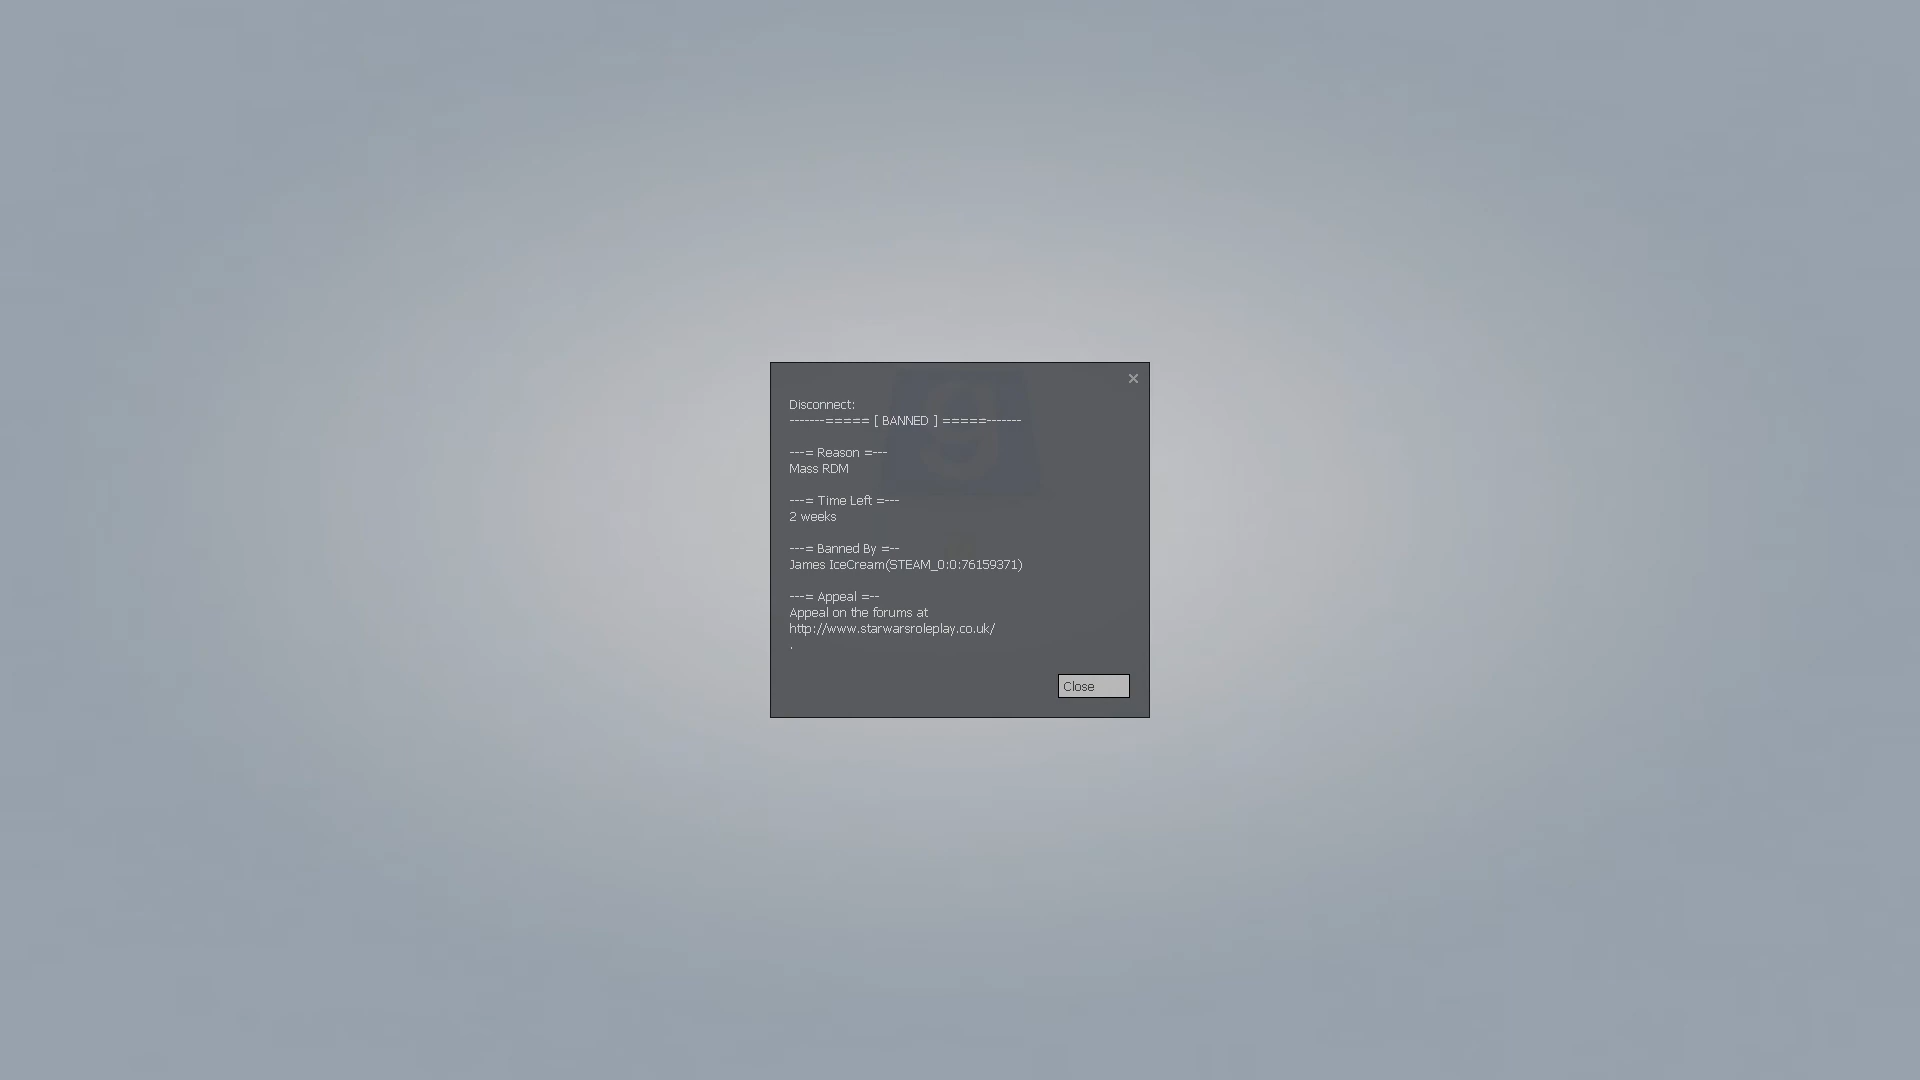 Disconnect:
-------===== [ BANNED ] =====-------
---= Reason =---
Mass RDM
---= Time Left =---
2 weeks
---= Banned By =--
James IceCream(STEAM_0:0:76159371)
---= Appeal =--
Appeal on the forums at
http://www.starwarsroleplay.co.uk/
.
Close